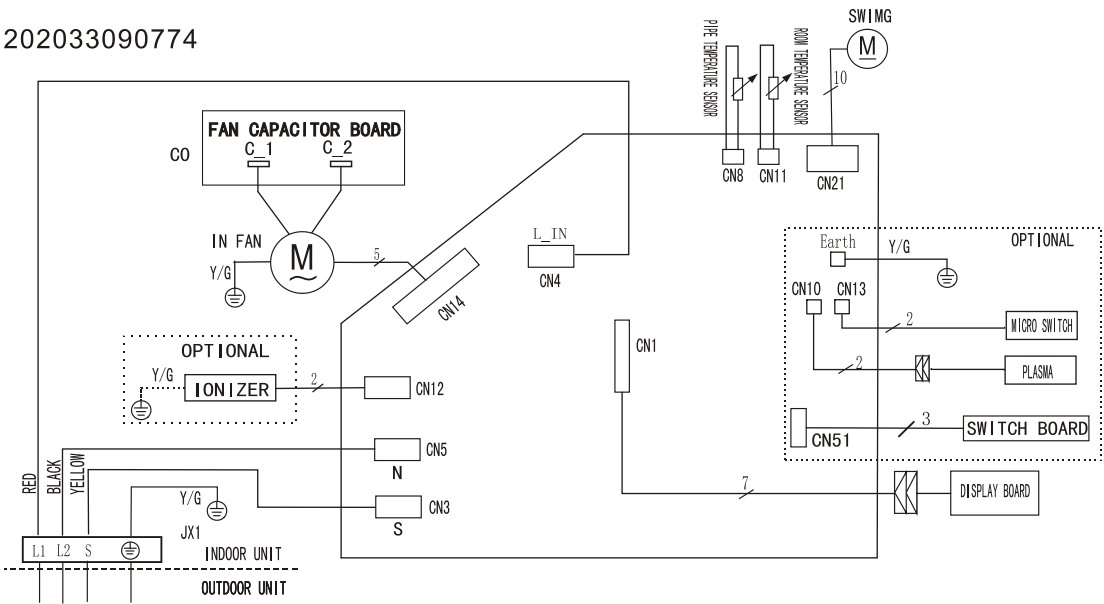 202033090774
SWIMG
M
10
PIPE TEMPERATURE SENSOR
ROOM TEMPERATURE SENSOR
CN8
CN11
CN21
FAN CAPACITOR BOARD
CO
C_1
C_2
IN FAN
M
~
5
Y/G
CN14
L_IN
CN4
OPTIONAL
Earth
Y/G
CN10
CN13
2
MICRO SWITCH
2
PLASMA
CN51
3
SWITCH BOARD
CN1
7
DISPLAY BOARD
OPTIONAL
Y/G
IONIZER
2
CN12
CN5
N
CN3
S
RED
BLACK
YELLOW
Y/G
JX1
L1 L2 S
INDOOR UNIT
OUTDOOR UNIT